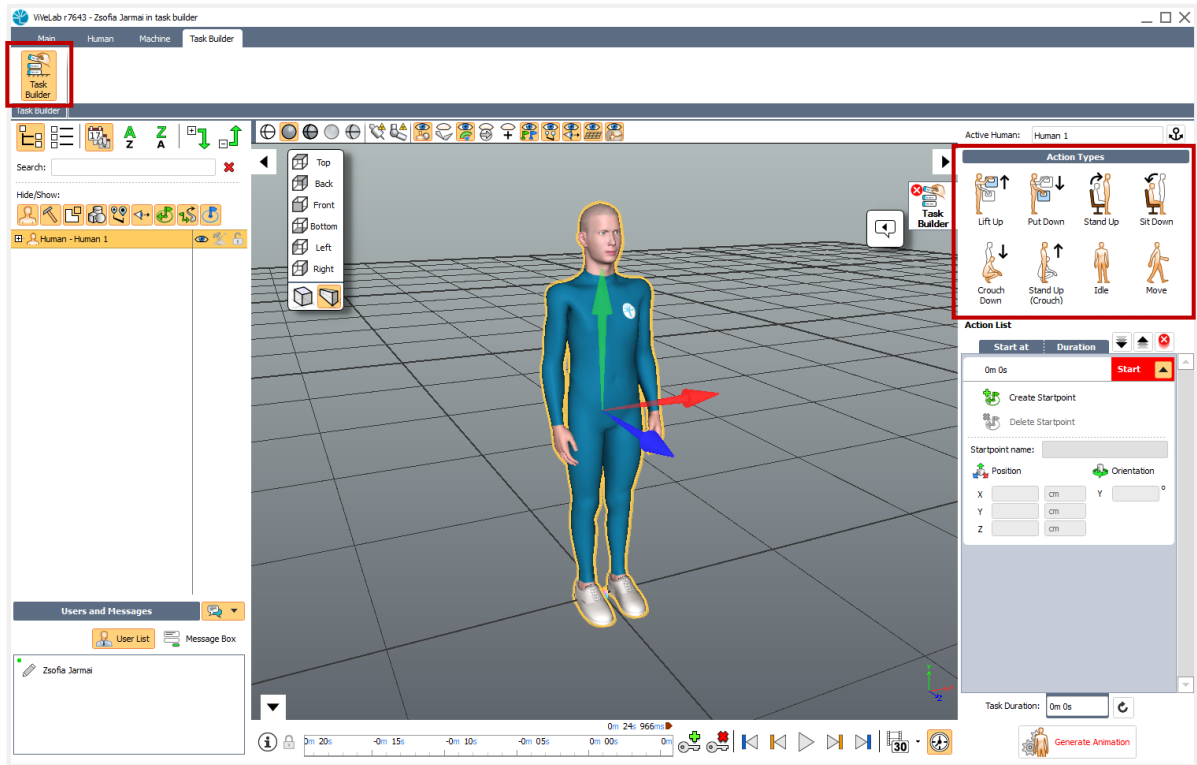 ViVeLab r7643 - Zsofia Jarmai in task builder
Main Human Machine Task Builder
Task
Builder
Task Builder
17
A
Z
Z
A
Search:
Hide/Show:
Human - Human 1
Top
Back
Front
Bottom
Left
Right
Task
Builder
Active Human: Human 1
Action Types
Lift Up Put Down Stand Up Sit Down
Crouch
Down
Stand Up
(Crouch)
Idle Move
Action List
Start at Duration
0m 0s Start
Create Startpoint
Delete Startpoint
Startpoint name:
Position Orientation
X cm Y °
Y cm
Z cm
Users and Messages
User List Message Box
Zsofia Jarmai
Y
Z
Task Duration: 0m 0s
0m 24s 966ms
0m 20s -0m 15s -0m 10s -0m 05s 0m 00s 0m
30
Generate Animation